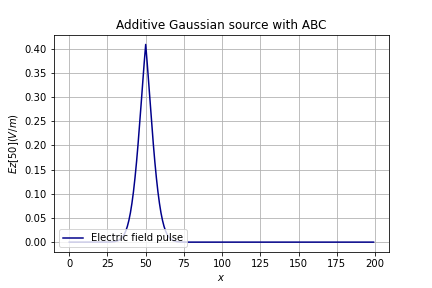 Additive Gaussian source with ABC
Ez[50](V/m)
0.40
0.35
0.30
0.25
0.20
0.15
0.10
0.05
0.00
Electric field pulse
0 25 50 75 100 125 150 175 200
x